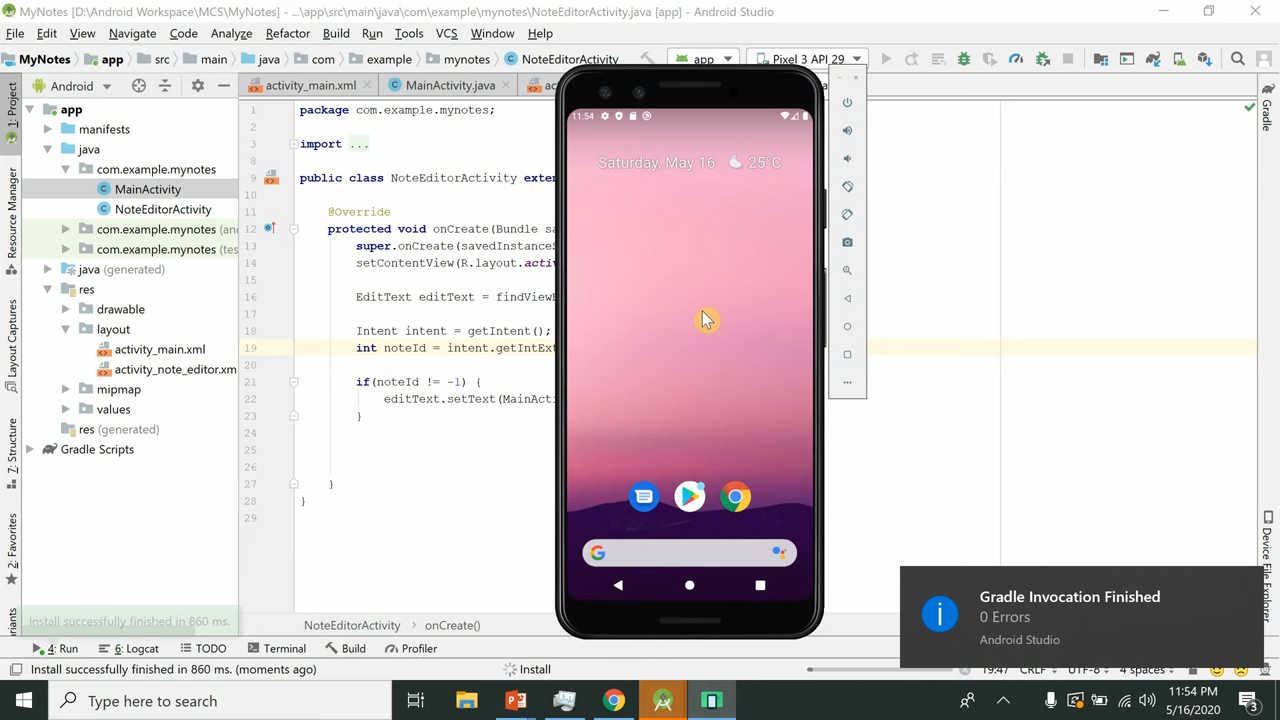 MyNotes [D:\Android Workspace\MCS\MyNotes] - ...\app\src\main\java\com\example\mynotes\NoteEditorActivity.java [app] - Android Studio
File Edit View Navigate Code Analyze Refactor Build Run Tools VCS Window Help
MyNotes app src main java com example mynotes NoteEditorActivity app Pixel 3 API 29
1: Project
Resource Manager
Layout Captures
Z: Structure
2: Favorites
Android
app
manifests
java
com.example.mynotes
MainActivity
NoteEditorActivity
com.example.mynotes
com.example.mynotes (te
java (generated)
res
drawable
layout
activity_main.xml
activity_note_editor.xm
mipmap
values
res (generated)
Gradle Scripts
Install successfully finished in 860 ms.
activity_main.xml MainActivity.java
1 package com.example.mynotes;
2
3 import ...
8
9 public class NoteEditorActivity exten
10
11 @Override
12 protected void onCreate(Bundle sa
13 super.onCreate(savedInstanceS
14 setContentView(R.layout.activ
15
16 EditText editText = findViewB
17
18 Intent intent = getIntent();
19 int noteId = intent.getIntExt
20
21 if(noteId != -1) {
22 editText.setText(MainActi
23 }
24
25
26
27 }
28 }
29
NoteEditorActivity onCreate()
11:54
Saturday, May 16 25°C
Gradle
Device File Explorer
Gradle Invocation Finished
0 Errors
Android Studio
4: Run 6: Logcat TODO Terminal Build Profiler
Install successfully finished in 860 ms. (moments ago) Install 19:47 CRLF UTF-8 4 spaces
Type here to search
11:54 PM
5/16/2020
3